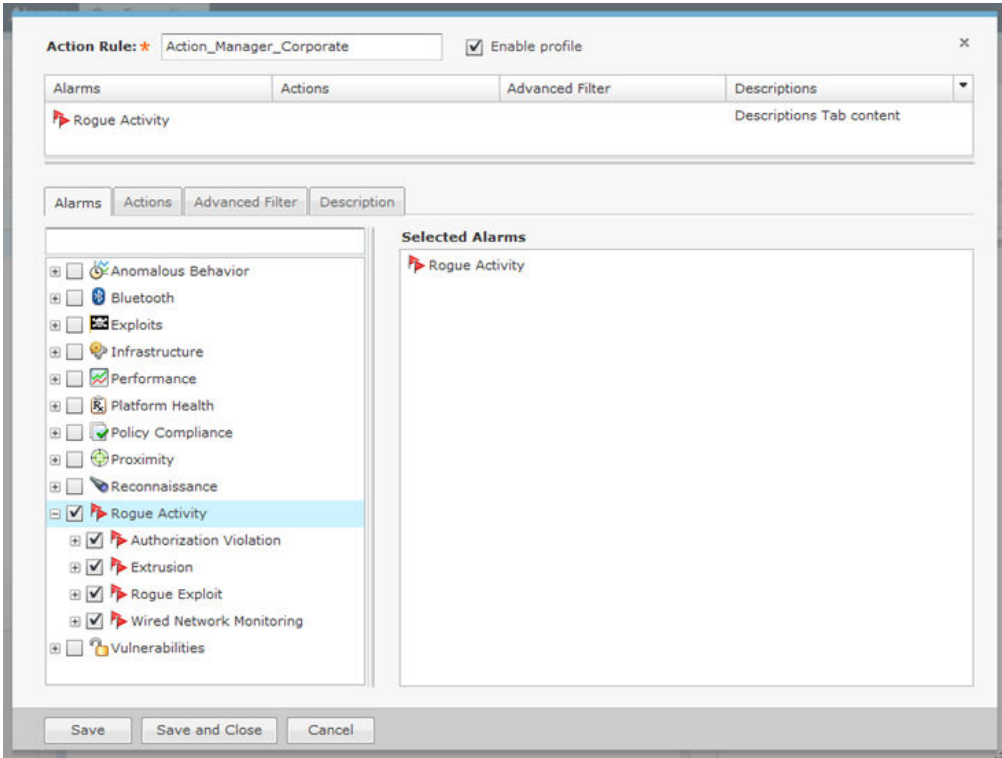 Action Rule: * Action_Manager_Corporate Enable profile
Alarms Actions Advanced Filter Descriptions
Rogue Activity Descriptions Tab content
Alarms Actions Advanced Filter Description
Selected Alarms
Rogue Activity
Anomalous Behavior
Bluetooth
Exploits
Infrastructure
Performance
Platform Health
Policy Compliance
Proximity
Reconnaissance
Rogue Activity
Authorization Violation
Extrusion
Rogue Exploit
Wired Network Monitoring
Vulnerabilities
Save Save and Close Cancel